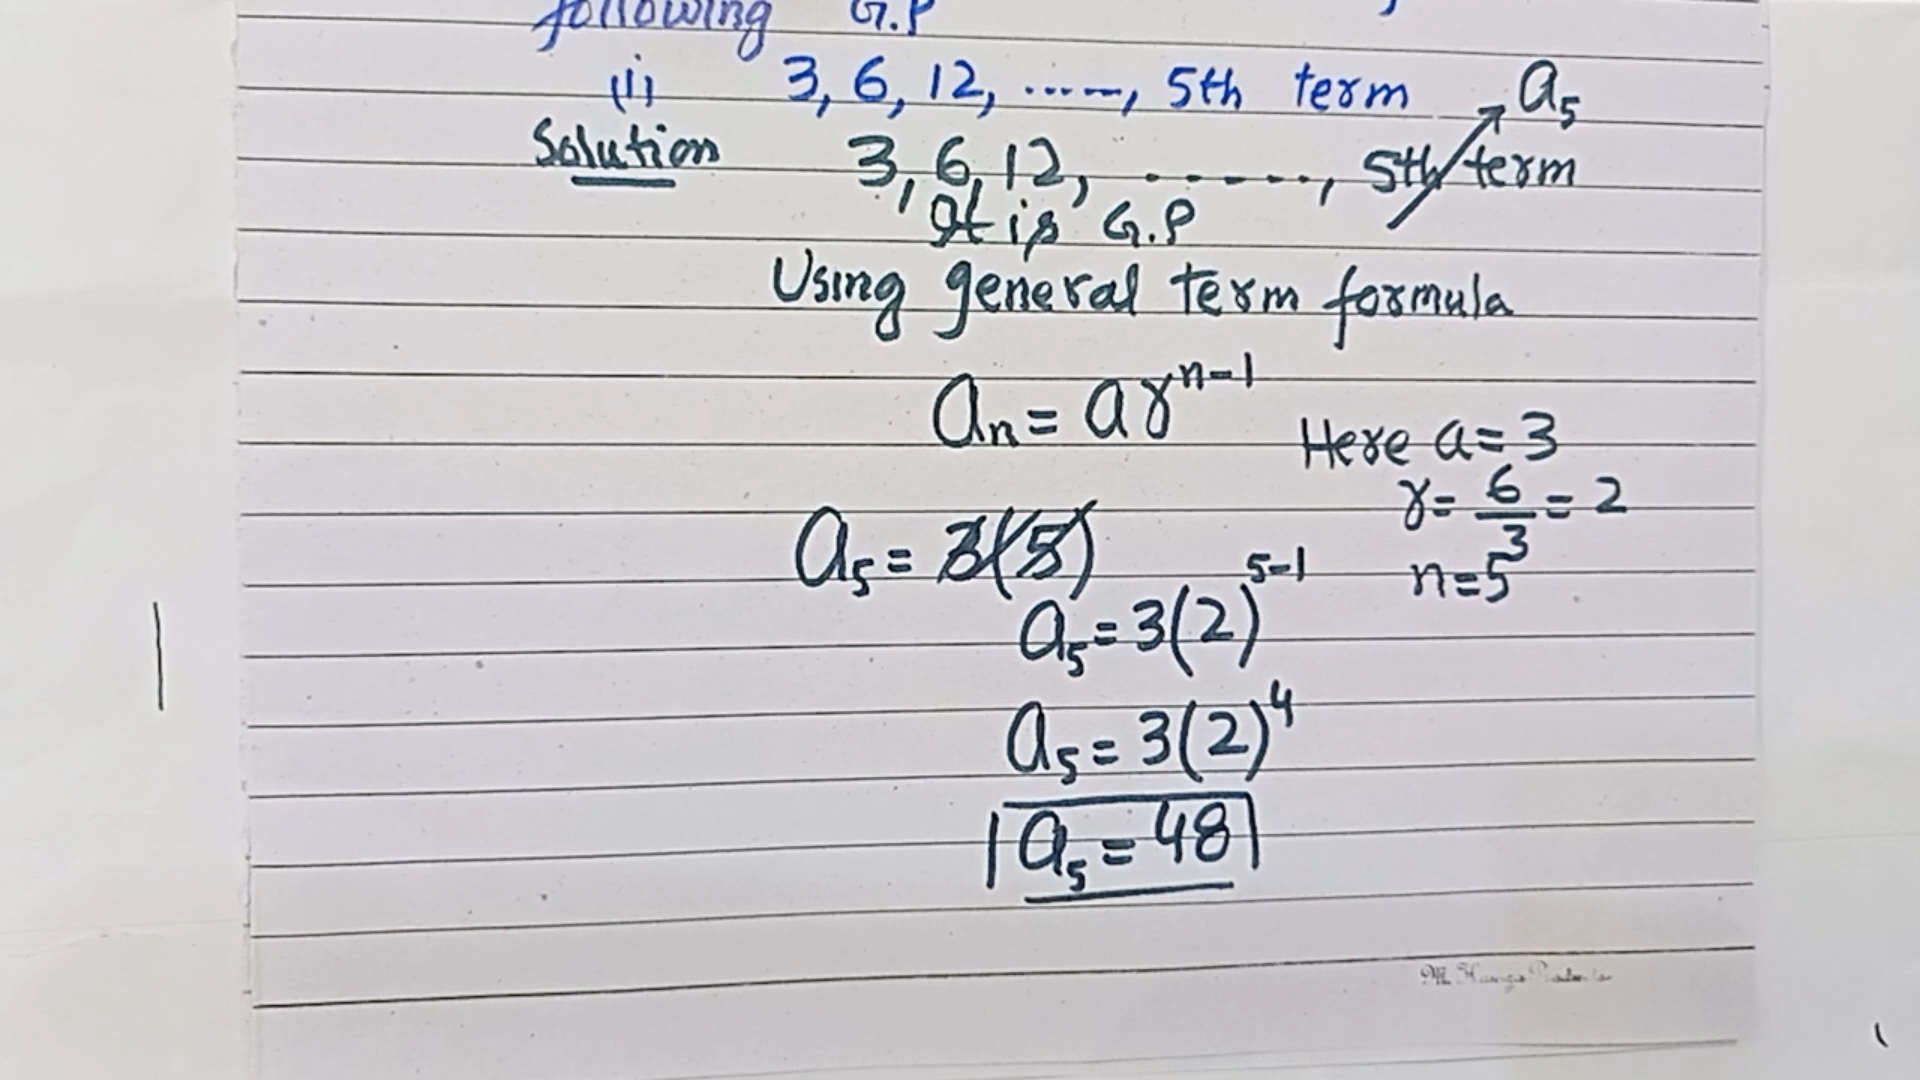 following G.P
(i) 3, 6, 12, ......, 5th term a₅
Solution 3, 6, 12, ......, 5th term
It is G.P
Using general term formula
aₙ = arⁿ⁻¹
Here a = 3
r = 6/3 = 2
n = 5
a₅ = 3(5)
a₅ = 3(2)⁵⁻¹
a₅ = 3(2)⁴
a₅ = 48